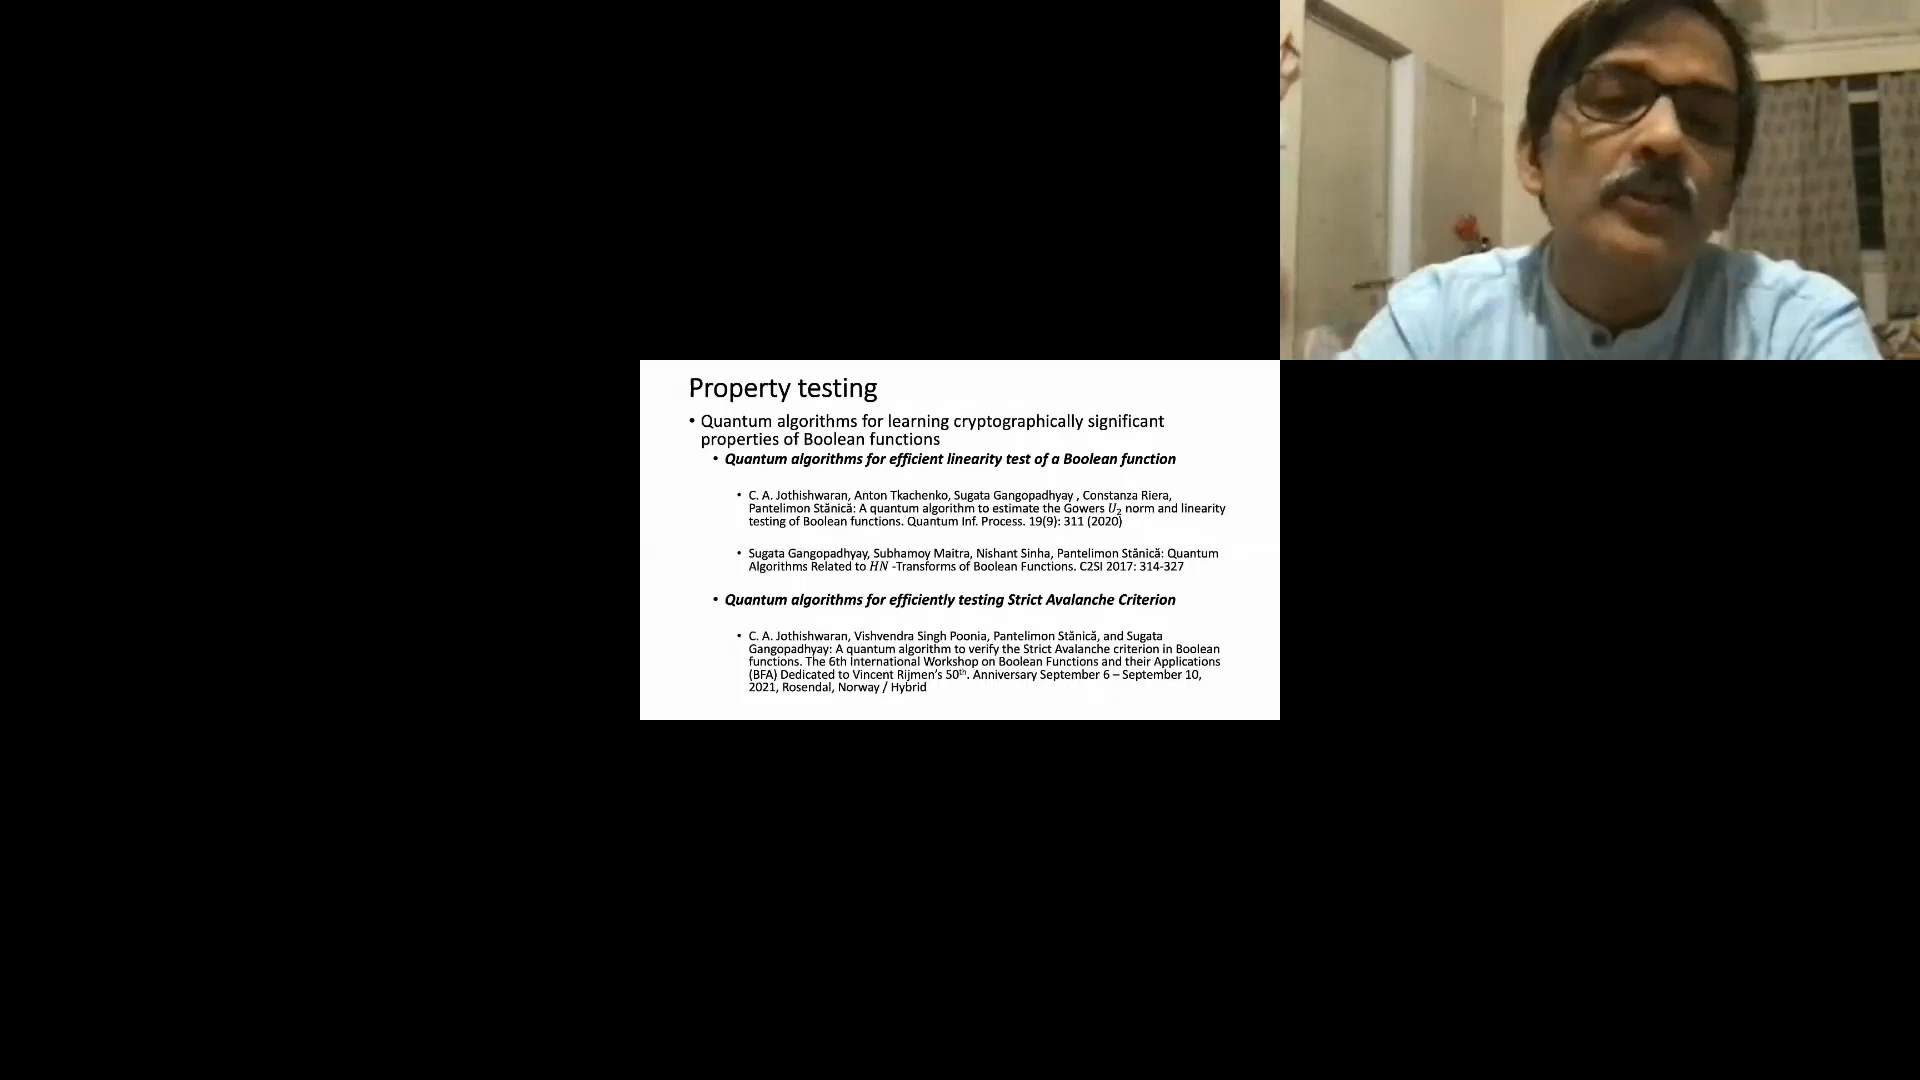 Property testing
• Quantum algorithms for learning cryptographically significant
properties of Boolean functions
• Quantum algorithms for efficient linearity test of a Boolean function
• C. A. Jothishwaran, Anton Tkachenko, Sugata Gangopadhyay , Constanza Riera,
Pantelimon Stănică: A quantum algorithm to estimate the Gowers U₂ norm and linearity
testing of Boolean functions. Quantum Inf. Process. 19(9): 311 (2020)
• Sugata Gangopadhyay, Subhamoy Maitra, Nishant Sinha, Pantelimon Stănică: Quantum
Algorithms Related to HN -Transforms of Boolean Functions. C2SI 2017: 314-327
• Quantum algorithms for efficiently testing Strict Avalanche Criterion
• C. A. Jothishwaran, Vishvendra Singh Poonia, Pantelimon Stănică, and Sugata
Gangopadhyay: A quantum algorithm to verify the Strict Avalanche criterion in Boolean
functions. The 6th International Workshop on Boolean Functions and their Applications
(BFA) Dedicated to Vincent Rijmen’s 50th. Anniversary September 6 – September 10,
2021, Rosendal, Norway / Hybrid